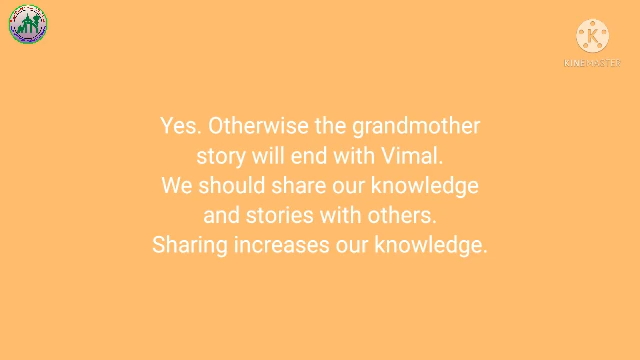 KINEMASTER
Yes. Otherwise the grandmother
story will end with Vimal.
We should share our knowledge
and stories with others.
Sharing increases our knowledge.